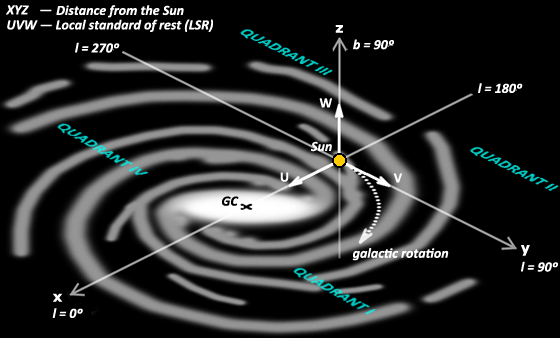 XYZ — Distance from the Sun
UVW — Local standard of rest (LSR)
z
QUADRANT III
l = 270º
b = 90º
l = 180º
W
QUADRANT IV
Sun
QUADRANT II
U
V
GC
galactic rotation
y
l = 90º
QUADRANT I
x
l = 0º